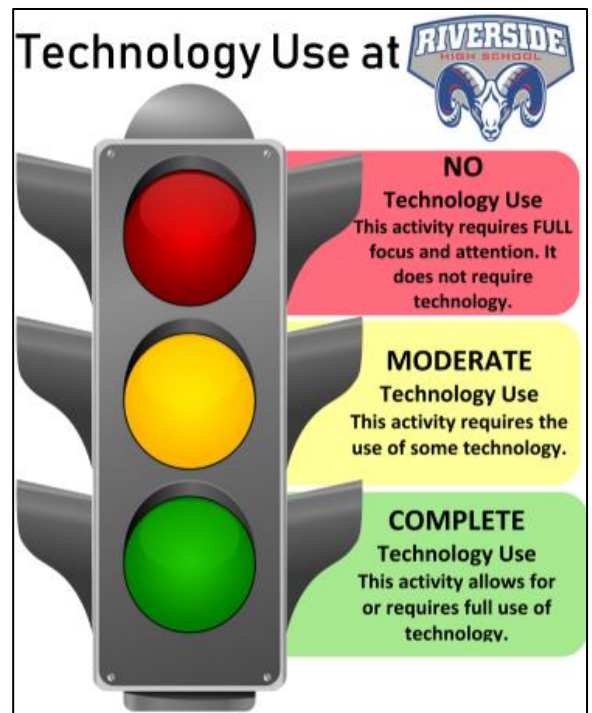 Technology Use at
RIVERSIDE
HIGH SCHOOL
NO
Technology Use
This activity requires FULL
focus and attention. It
does not require
technology.
MODERATE
Technology Use
This activity requires the
use of some technology.
COMPLETE
Technology Use
This activity allows for
or requires full use of
technology.